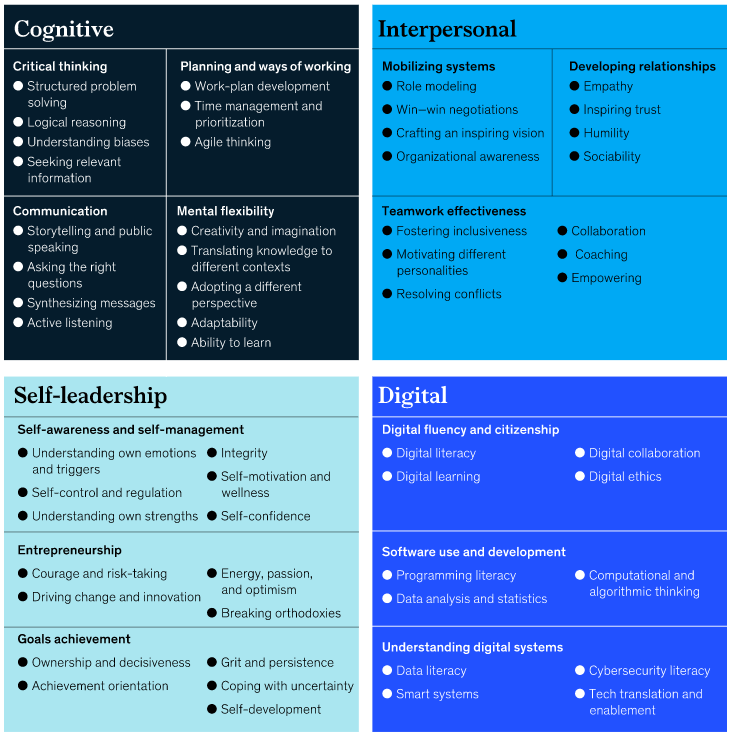 Cognitive
Critical thinking
Structured problem
solving
Logical reasoning
Understanding biases
Seeking relevant
information
Planning and ways of working
Work-plan development
Time management and
prioritization
Agile thinking
Communication
Storytelling and public
speaking
Asking the right
questions
Synthesizing messages
Active listening
Mental flexibility
Creativity and imagination
Translating knowledge to
different contexts
Adopting a different
perspective
Adaptability
Ability to learn
Interpersonal
Mobilizing systems
Role modeling
Win–win negotiations
Crafting an inspiring vision
Organizational awareness
Developing relationships
Empathy
Inspiring trust
Humility
Sociability
Teamwork effectiveness
Fostering inclusiveness
Motivating different
personalities
Resolving conflicts
Collaboration
Coaching
Empowering
Self-leadership
Self-awareness and self-management
Understanding own emotions
and triggers
Self-control and regulation
Understanding own strengths
Integrity
Self-motivation and
wellness
Self-confidence
Entrepreneurship
Courage and risk-taking
Driving change and innovation
Energy, passion,
and optimism
Breaking orthodoxies
Goals achievement
Ownership and decisiveness
Achievement orientation
Grit and persistence
Coping with uncertainty
Self-development
Digital
Digital fluency and citizenship
Digital literacy
Digital learning
Digital collaboration
Digital ethics
Software use and development
Programming literacy
Data analysis and statistics
Computational and
algorithmic thinking
Understanding digital systems
Data literacy
Smart systems
Cybersecurity literacy
Tech translation and
enablement